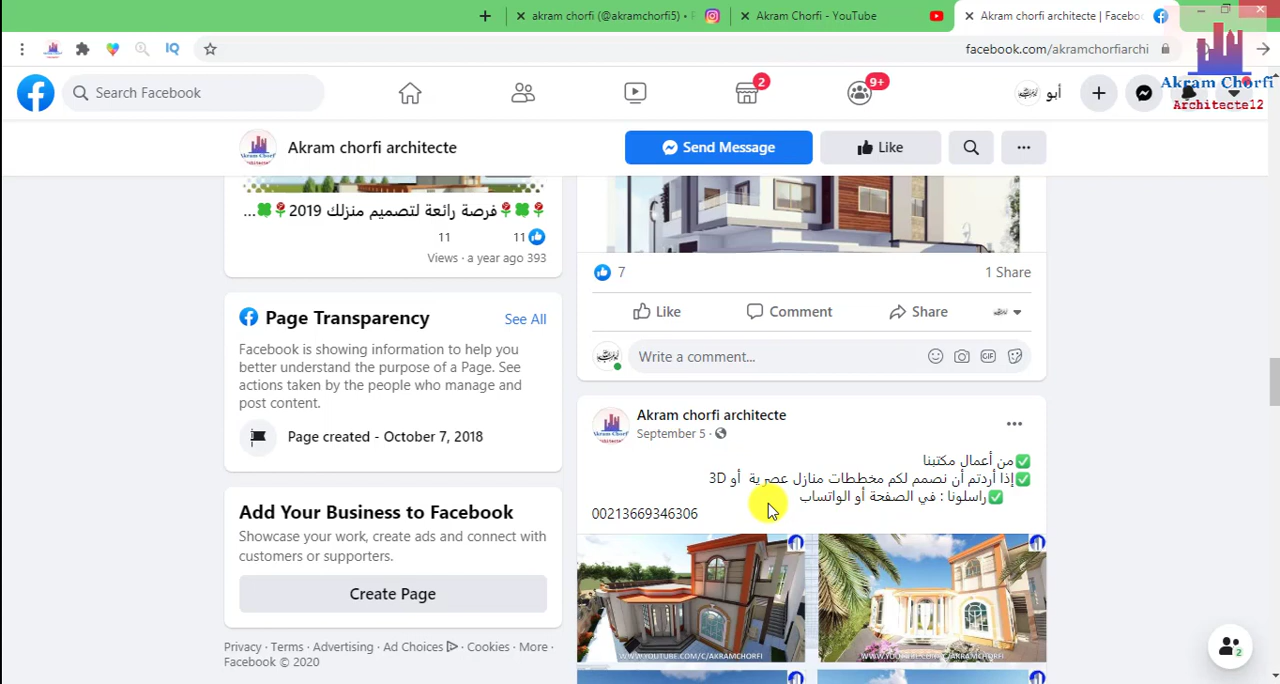 akram chorfi (@akramchorfi5) •
Akram Chorfi - YouTube
Akram Chorfi architecte | Facebo
facebook.com/akramchorfiarchi
IQ
Akram Chorfi
Architecte12
Search Facebook
2
9+
أبو
Akram chorfi architecte
Send Message
Like
فرصة رائعة لتصميم منزلك 2019...
11
11
Views · a year ago 393
Page Transparency
See All
Facebook is showing information to help you
better understand the purpose of a Page. See
actions taken by the people who manage and
post content.
Page created - October 7, 2018
Add Your Business to Facebook
Showcase your work, create ads and connect with
customers or supporters.
Create Page
Privacy · Terms · Advertising · Ad Choices · Cookies · More ·
Facebook © 2020
7
1 Share
Like
Comment
Share
Write a comment...
GIF
Akram chorfi architecte
September 5 ·
من أعمال مكتبنا
إذا أردتم أن نصمم لكم مخططات منازل عصرية أو 3D
راسلونا : في الصفحة أو الواتساب
00213669346306
WWW.YOUTUBE.COM/C/AKRAMCHORFI
WWW.YOUTUBE.COM/C/AKRAMCHORFI
2